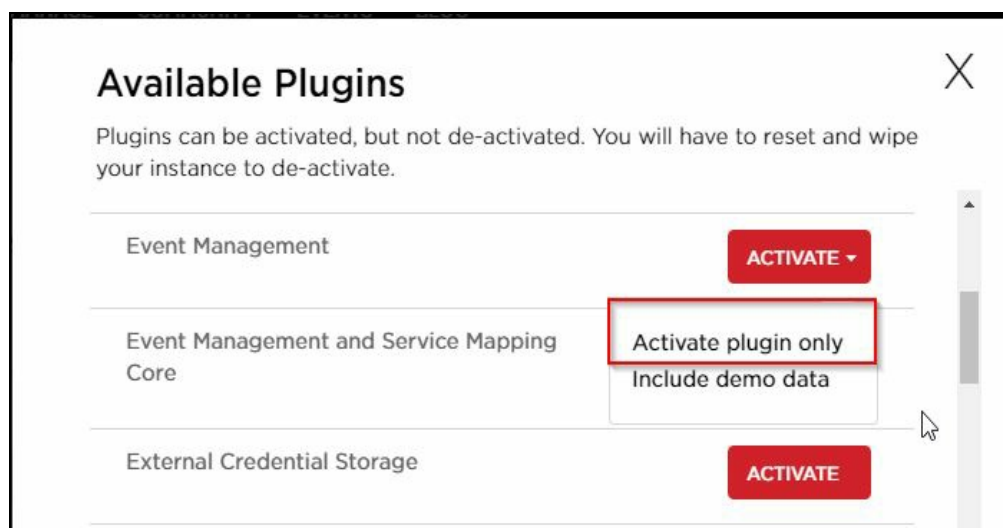 Available Plugins
X
Plugins can be activated, but not de-activated. You will have to reset and wipe
your instance to de-activate.
Event Management
ACTIVATE
Event Management and Service Mapping
Core
Activate plugin only
Include demo data
External Credential Storage
ACTIVATE